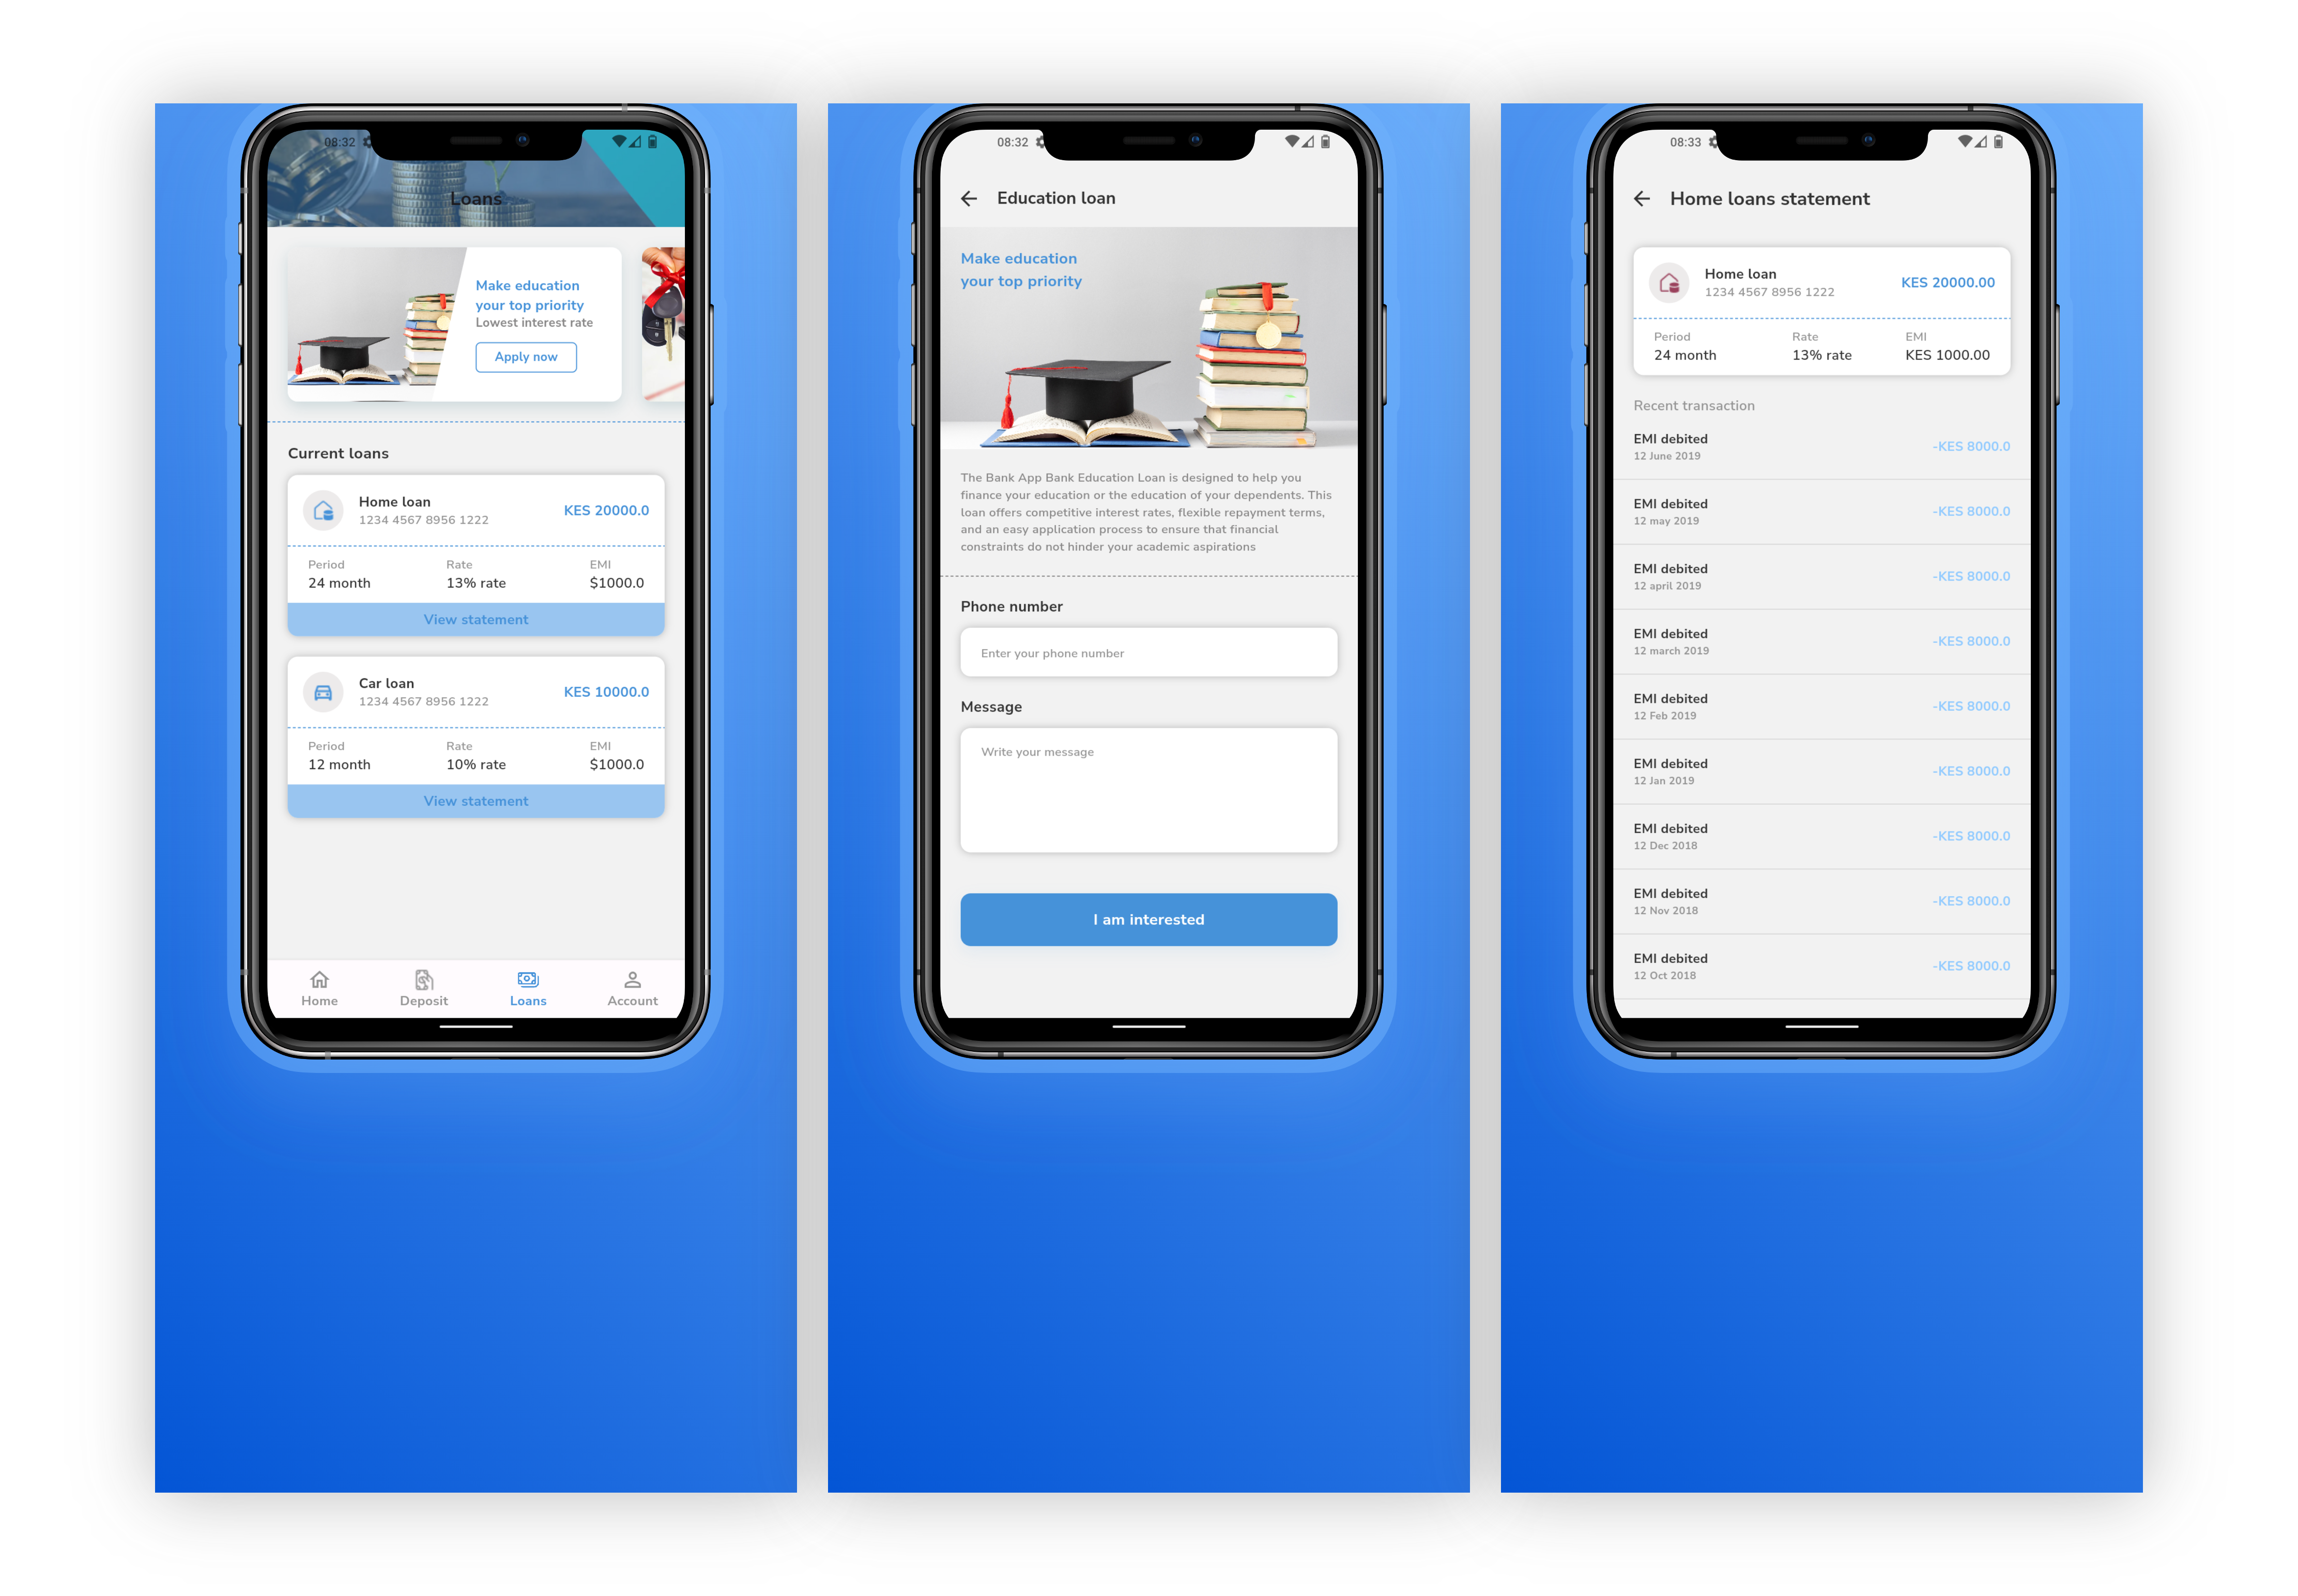 08:32
Loans
Make education
your top priority
Lowest interest rate
Apply now
Current loans
Home loan
1234 4567 8956 1222
KES 20000.0
Period Rate EMI
24 month 13% rate $1000.0
View statement
Car loan
1234 4567 8956 1222
KES 10000.0
Period Rate EMI
12 month 10% rate $1000.0
View statement
Home Deposit Loans Account
08:32
Education loan
Make education
your top priority
The Bank App Bank Education Loan is designed to help you
finance your education or the education of your dependents. This
loan offers competitive interest rates, flexible repayment terms,
and an easy application process to ensure that financial
constraints do not hinder your academic aspirations
Phone number
Enter your phone number
Message
Write your message
I am interested
08:33
Home loans statement
Home loan
1234 4567 8956 1222
KES 20000.00
Period Rate EMI
24 month 13% rate KES 1000.00
Recent transaction
EMI debited
12 June 2019
-KES 8000.0
EMI debited
12 may 2019
-KES 8000.0
EMI debited
12 april 2019
-KES 8000.0
EMI debited
12 march 2019
-KES 8000.0
EMI debited
12 Feb 2019
-KES 8000.0
EMI debited
12 Jan 2019
-KES 8000.0
EMI debited
12 Dec 2018
-KES 8000.0
EMI debited
12 Nov 2018
-KES 8000.0
EMI debited
12 Oct 2018
-KES 8000.0